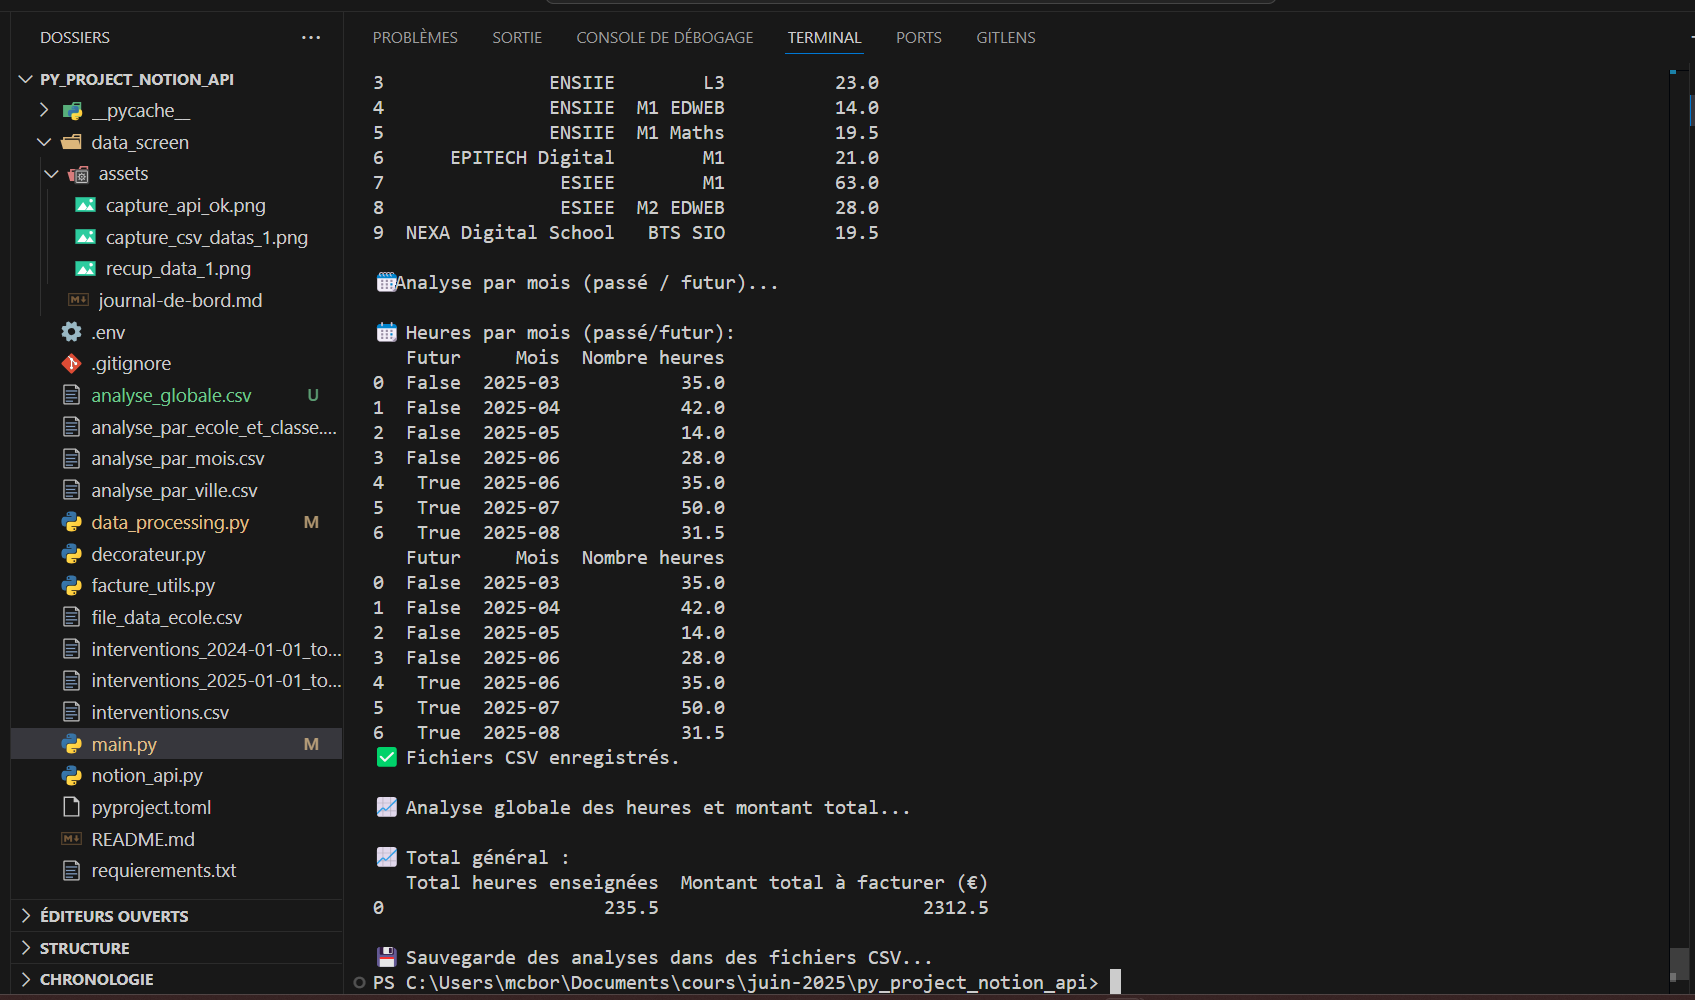 DOSSIERS
PY_PROJECT_NOTION_API
__pycache__
data_screen
assets
capture_api_ok.png
capture_csv_datas_1.png
recup_data_1.png
journal-de-bord.md
.env
.gitignore
analyse_globale.csv U
analyse_par_ecole_et_classe....
analyse_par_mois.csv
analyse_par_ville.csv
data_processing.py M
decorateur.py
facture_utils.py
file_data_ecole.csv
interventions_2024-01-01_to...
interventions_2025-01-01_to...
interventions.csv
main.py M
notion_api.py
pyproject.toml
README.md
requierements.txt
ÉDITEURS OUVERTS
STRUCTURE
CHRONOLOGIE
PROBLÈMES SORTIE CONSOLE DE DÉBOGAGE TERMINAL PORTS GITLENS
3 ENSIIE L3 23.0
4 ENSIIE M1 EDWEB 14.0
5 ENSIIE M1 Maths 19.5
6 EPITECH Digital M1 21.0
7 ESIEE M1 63.0
8 ESIEE M2 EDWEB 28.0
9 NEXA Digital School BTS SIO 19.5
Analyse par mois (passé / futur)...
Heures par mois (passé/futur):
Futur Mois Nombre heures
0 False 2025-03 35.0
1 False 2025-04 42.0
2 False 2025-05 14.0
3 False 2025-06 28.0
4 True 2025-06 35.0
5 True 2025-07 50.0
6 True 2025-08 31.5
Futur Mois Nombre heures
0 False 2025-03 35.0
1 False 2025-04 42.0
2 False 2025-05 14.0
3 False 2025-06 28.0
4 True 2025-06 35.0
5 True 2025-07 50.0
6 True 2025-08 31.5
✅ Fichiers CSV enregistrés.
📈 Analyse globale des heures et montant total...
📈 Total général :
Total heures enseignées Montant total à facturer (€)
0 235.5 2312.5
💾 Sauvegarde des analyses dans des fichiers CSV...
PS C:\Users\mcbor\Documents\cours\juin-2025\py_project_notion_api>